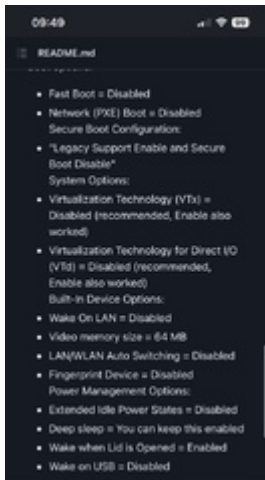 09:49
README.md
• Fast Boot = Disabled
• Network (PXE) Boot = Disabled
Secure Boot Configuration:
• "Legacy Support Enable and Secure
Boot Disable"
System Options:
• Virtualization Technology (VTx) =
Disabled (recommended, Enable also
worked)
• Virtualization Technology for Direct I/O
(VTd) = Disabled (recommended,
Enable also worked)
Built-In Device Options:
• Wake On LAN = Disabled
• Video memory size = 64 MB
• LAN/WLAN Auto Switching = Disabled
• Fingerprint Device = Disabled
Power Management Options:
• Extended Idle Power States = Disabled
• Deep sleep = You can keep this enabled
• Wake when Lid is Opened = Enabled
• Wake on USB = Disabled